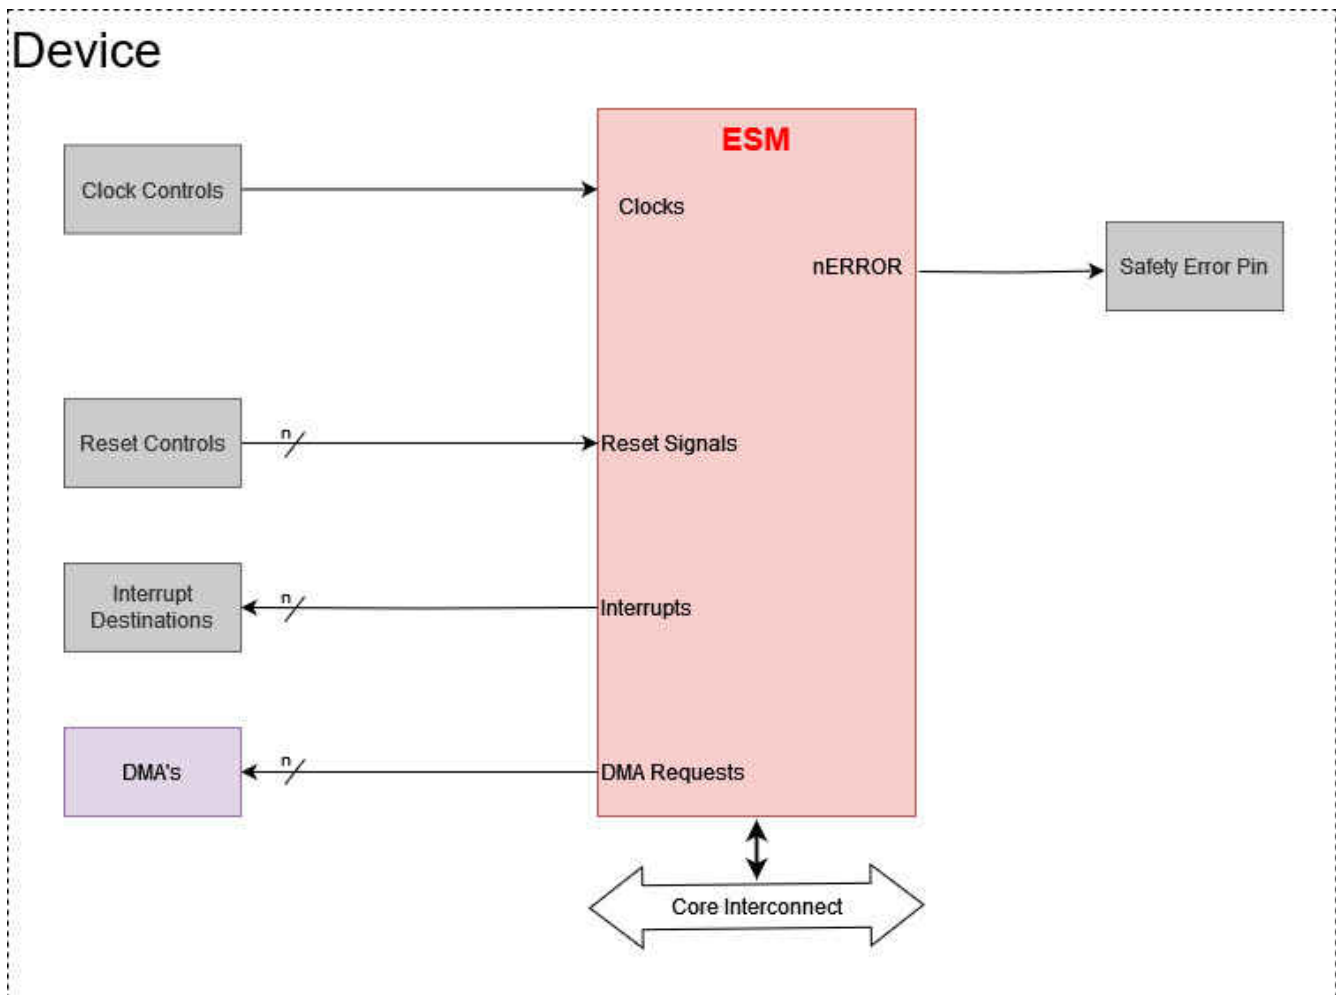 Device
ESM
Clock Controls
Clocks
nERROR
Safety Error Pin
Reset Controls
n
Reset Signals
Interrupt
Destinations
n
Interrupts
DMA's
n
DMA Requests
Core Interconnect